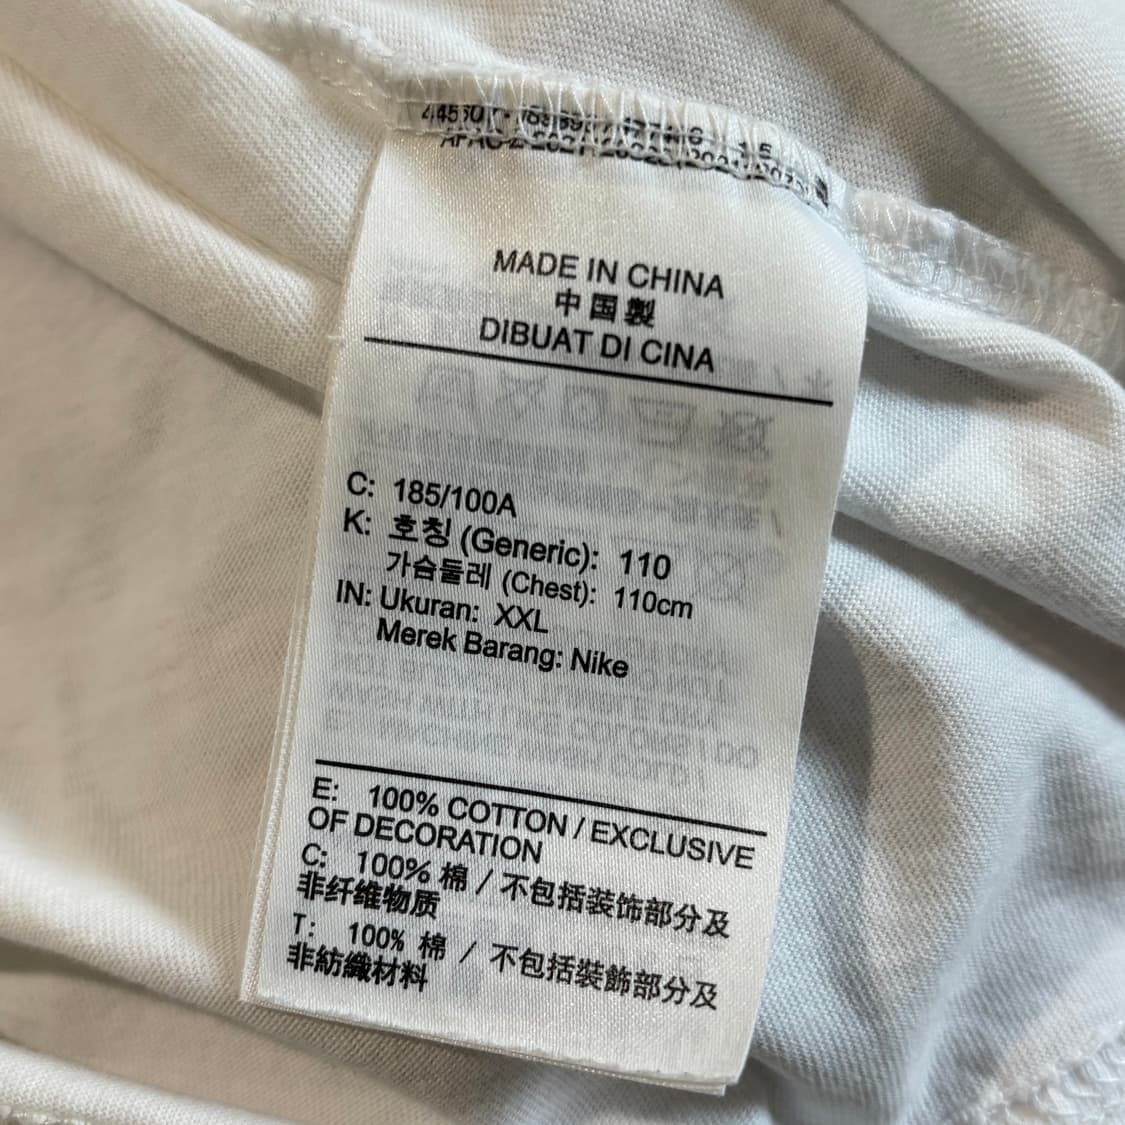 MADE IN CHINA
中国製
DIBUAT DI CINA
C: 185/100A
K: 호칭 (Generic): 110
가슴둘레 (Chest): 110cm
IN: Ukuran: XXL
Merek Barang: Nike
E: 100% COTTON / EXCLUSIVE
OF DECORATION
C: 100% 棉 / 不包括装饰部分及
非纤维物质
T: 100% 棉 / 不包括裝飾部分及
非紡織材料